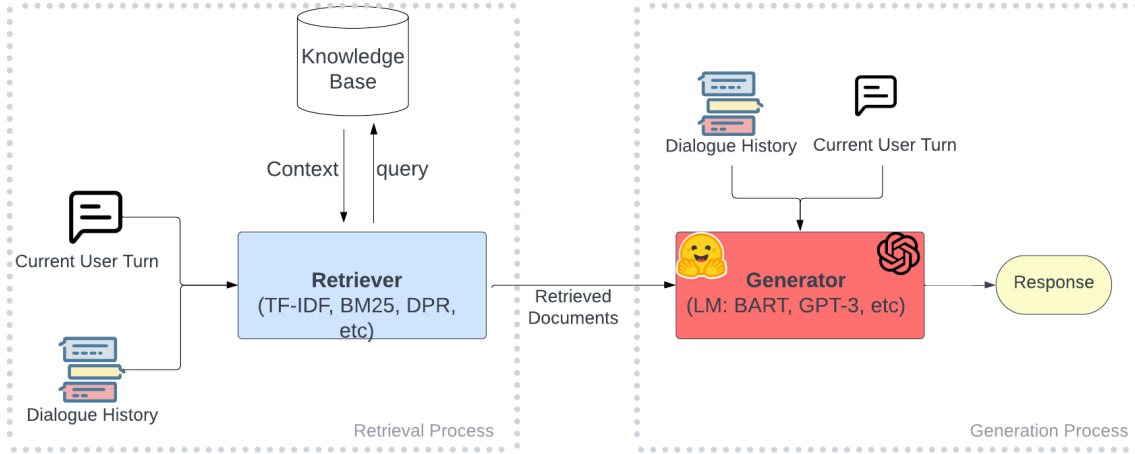 Knowledge
Base
Context
query
Current User Turn
Retriever
(TF-IDF, BM25, DPR,
etc)
Dialogue History
Retrieval Process
Retrieved
Documents
Dialogue History
Current User Turn
Generator
(LM: BART, GPT-3, etc)
Response
Generation Process